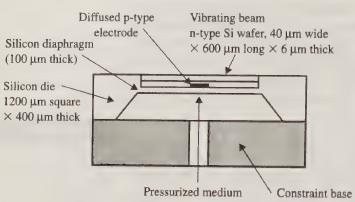 Diffused p-type
electrode
Vibrating beam
n-type Si wafer, 40 μm wide
× 600 μm long × 6 μm thick
Silicon diaphragm
(100 μm thick)
Silicon die
1200 μm square
× 400 μm thick
Pressurized medium
Constraint base